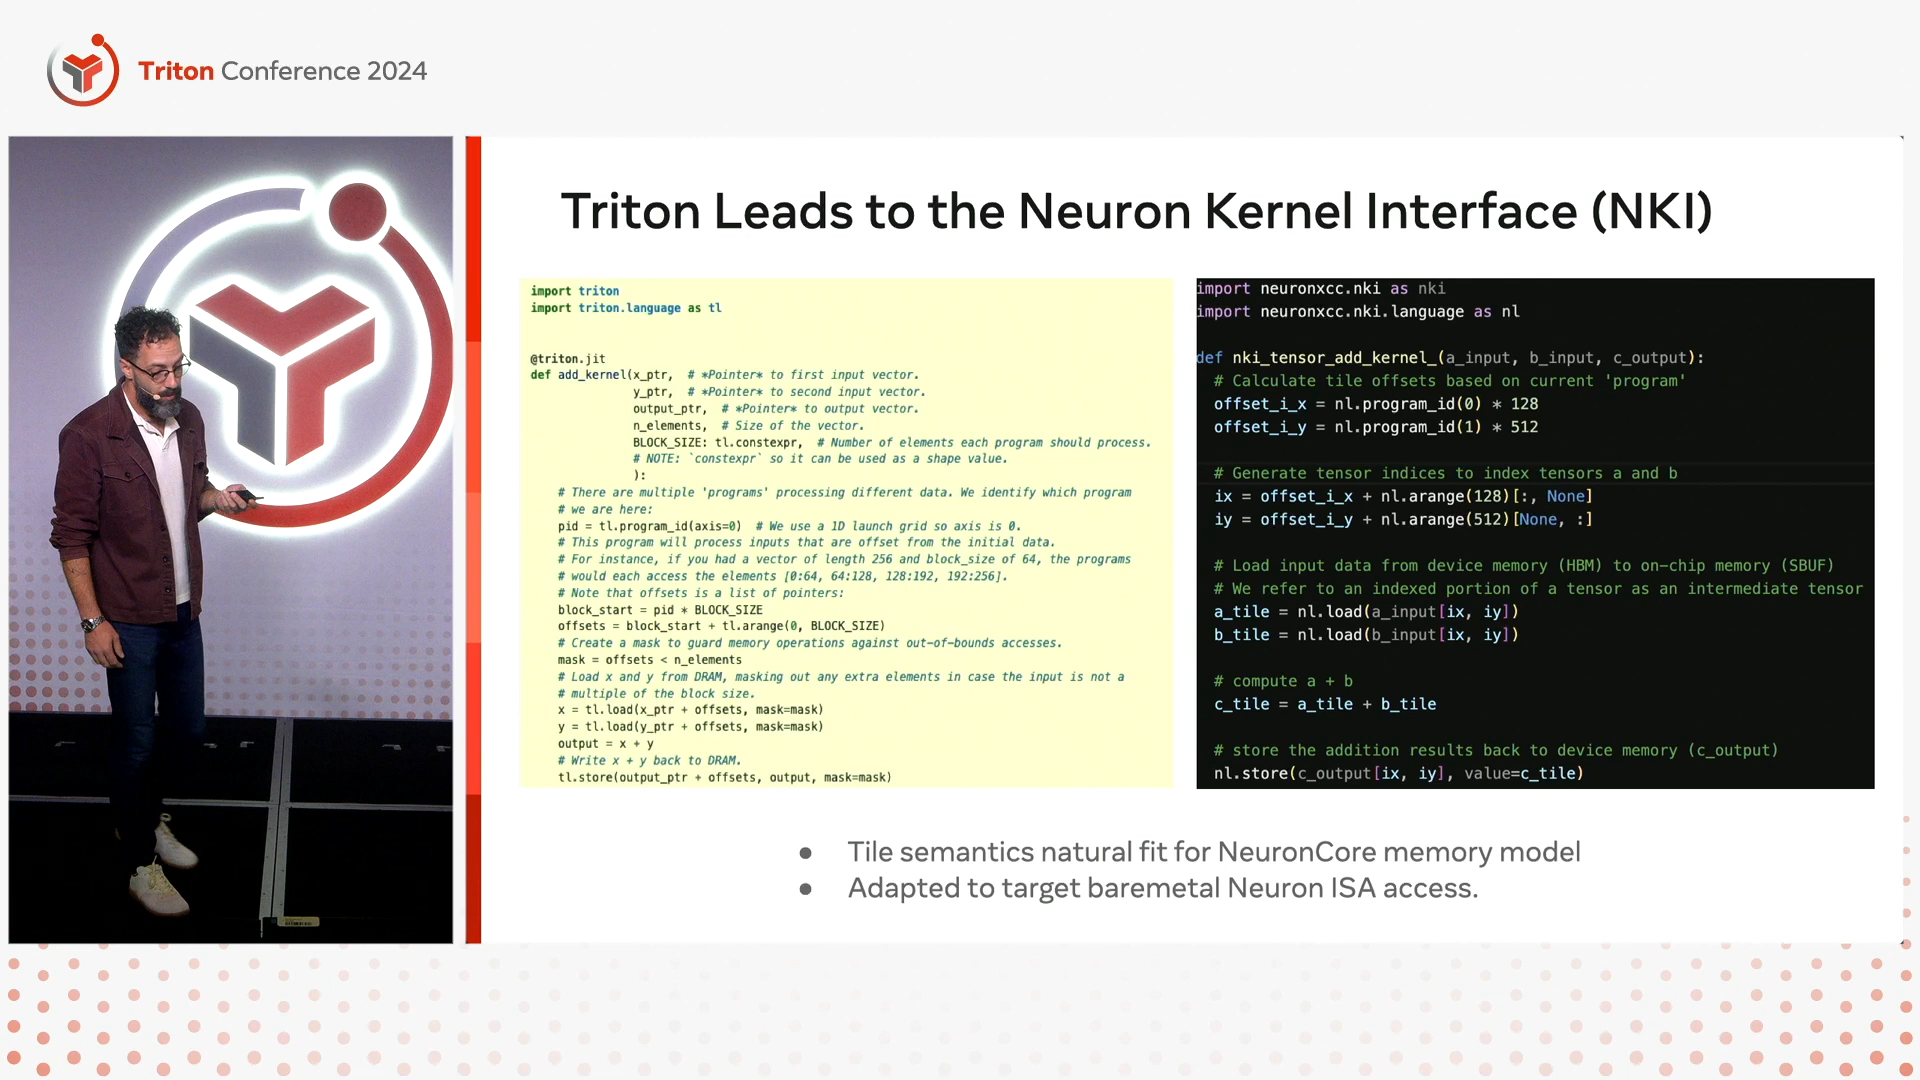 Triton Conference 2024
Triton Leads to the Neuron Kernel Interface (NKI)
import triton
import triton.language as tl
@triton.jit
def add_kernel(x_ptr,  # *Pointer* to first input vector.
               y_ptr,  # *Pointer* to second input vector.
               output_ptr,  # *Pointer* to output vector.
               n_elements,  # Size of the vector.
               BLOCK_SIZE: tl.constexpr,  # Number of elements each program should process.
               # NOTE: `constexpr` so it can be used as a shape value.
               ):
    # There are multiple 'programs' processing different data. We identify which program
    # we are here:
    pid = tl.program_id(axis=0)  # We use a 1D launch grid so axis is 0.
    # This program will process inputs that are offset from the initial data.
    # For instance, if you had a vector of length 256 and block_size of 64, the programs
    # would each access the elements [0:64, 64:128, 128:192, 192:256].
    # Note that offsets is a list of pointers:
    block_start = pid * BLOCK_SIZE
    offsets = block_start + tl.arange(0, BLOCK_SIZE)
    # Create a mask to guard memory operations against out-of-bounds accesses.
    mask = offsets < n_elements
    # Load x and y from DRAM, masking out any extra elements in case the input is not a
    # multiple of the block size.
    x = tl.load(x_ptr + offsets, mask=mask)
    y = tl.load(y_ptr + offsets, mask=mask)
    output = x + y
    # Write x + y back to DRAM.
    tl.store(output_ptr + offsets, output, mask=mask)
import neuronxcc.nki as nki
import neuronxcc.nki.language as nl
def nki_tensor_add_kernel_(a_input, b_input, c_output):
  # Calculate tile offsets based on current 'program'
  offset_i_x = nl.program_id(0) * 128
  offset_i_y = nl.program_id(1) * 512
  # Generate tensor indices to index tensors a and b
  ix = offset_i_x + nl.arange(128)[:, None]
  iy = offset_i_y + nl.arange(512)[None, :]
  # Load input data from device memory (HBM) to on-chip memory (SBUF)
  # We refer to an indexed portion of a tensor as an intermediate tensor
  a_tile = nl.load(a_input[ix, iy])
  b_tile = nl.load(b_input[ix, iy])
  # compute a + b
  c_tile = a_tile + b_tile
  # store the addition results back to device memory (c_output)
  nl.store(c_output[ix, iy], value=c_tile)
● Tile semantics natural fit for NeuronCore memory model
● Adapted to target baremetal Neuron ISA access.